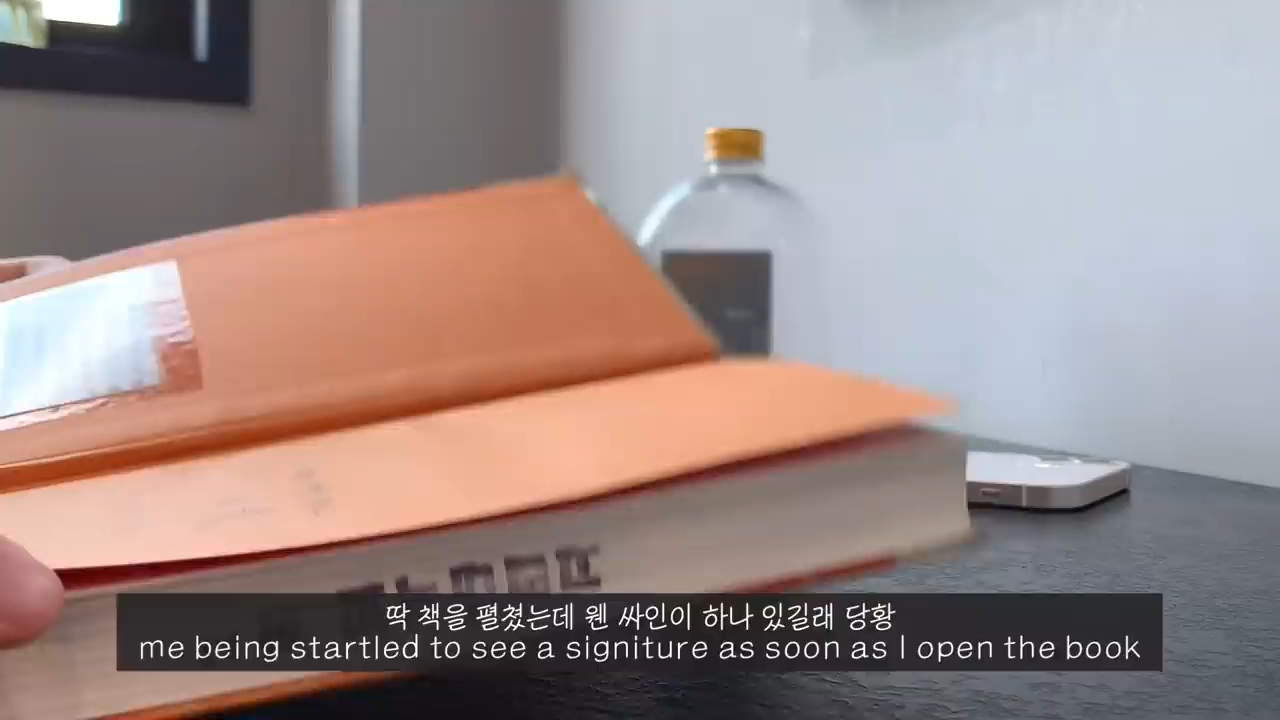 딱 책을 펼쳤는데 웬 싸인이 하나 있길래 당황
me being startled to see a signiture as soon as I open the book